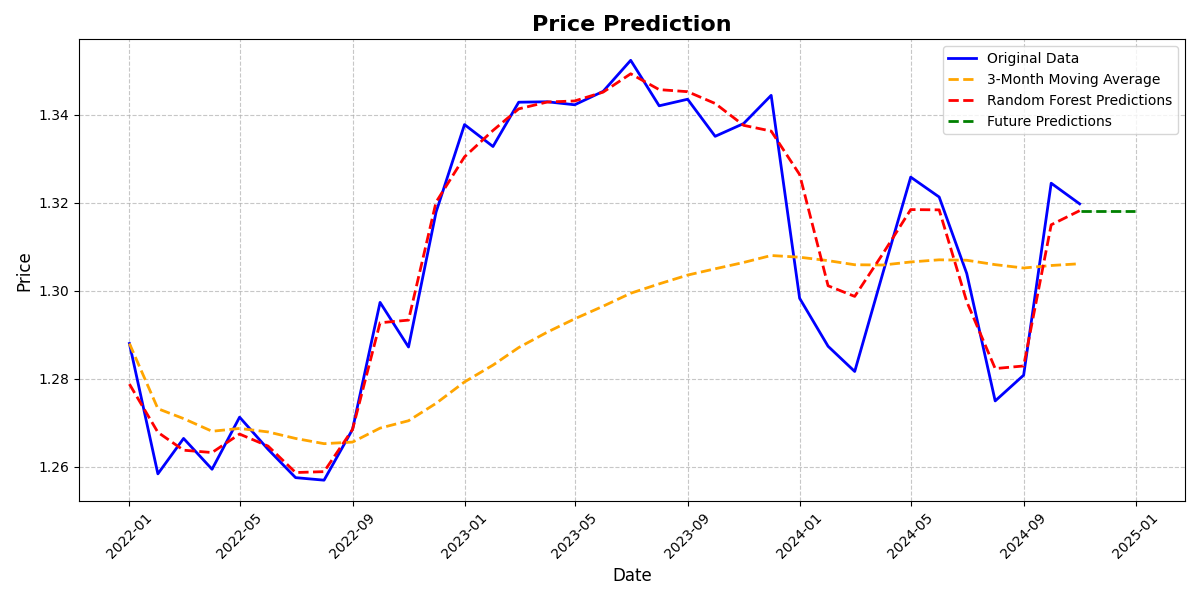 Price Prediction
Original Data
3-Month Moving Average
Random Forest Predictions
Future Predictions
Price
1.34
1.32
1.30
1.28
1.26
2022-01
2022-05
2022-09
2023-01
2023-05
2023-09
2024-01
2024-05
2024-09
2025-01
Date